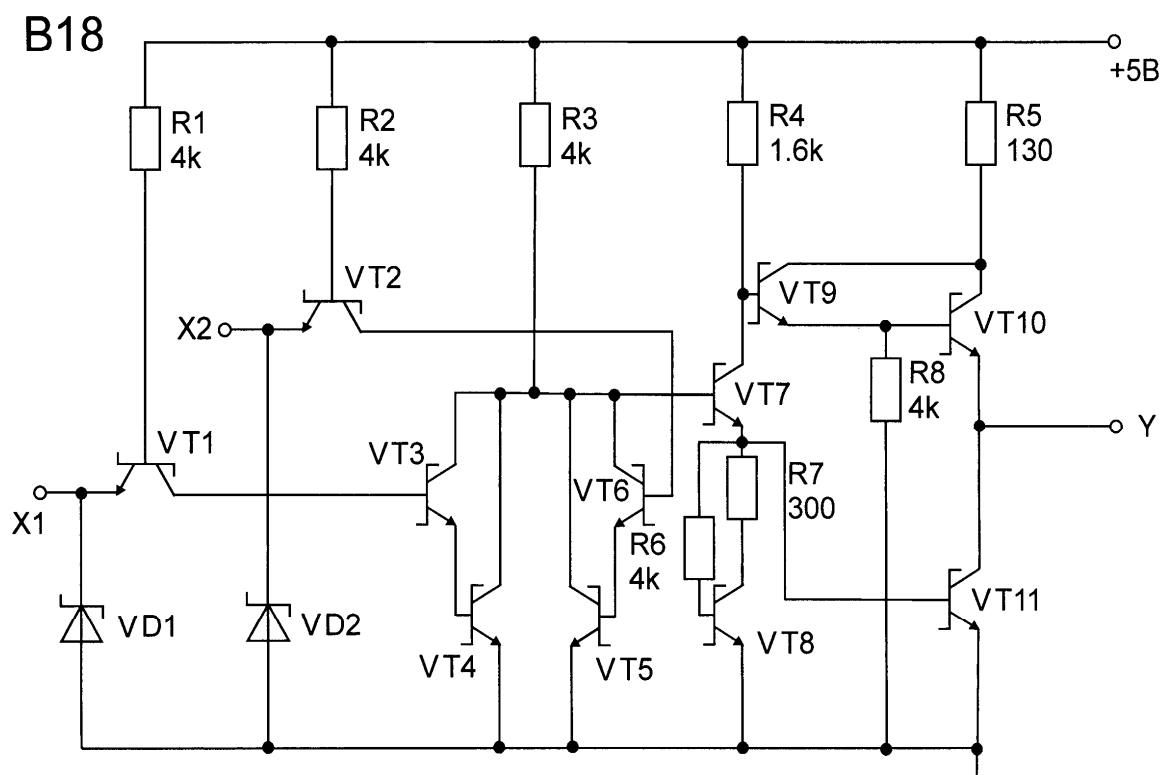 B18
+5В
R1
4k
R2
4k
R3
4k
R4
1.6k
R5
130
VT2
VT9
X2
VT10
R8
4k
VT7
Y
VT1
VT3
VT6
R7
300
X1
R6
4k
VD1
VD2
VT4
VT5
VT8
VT11